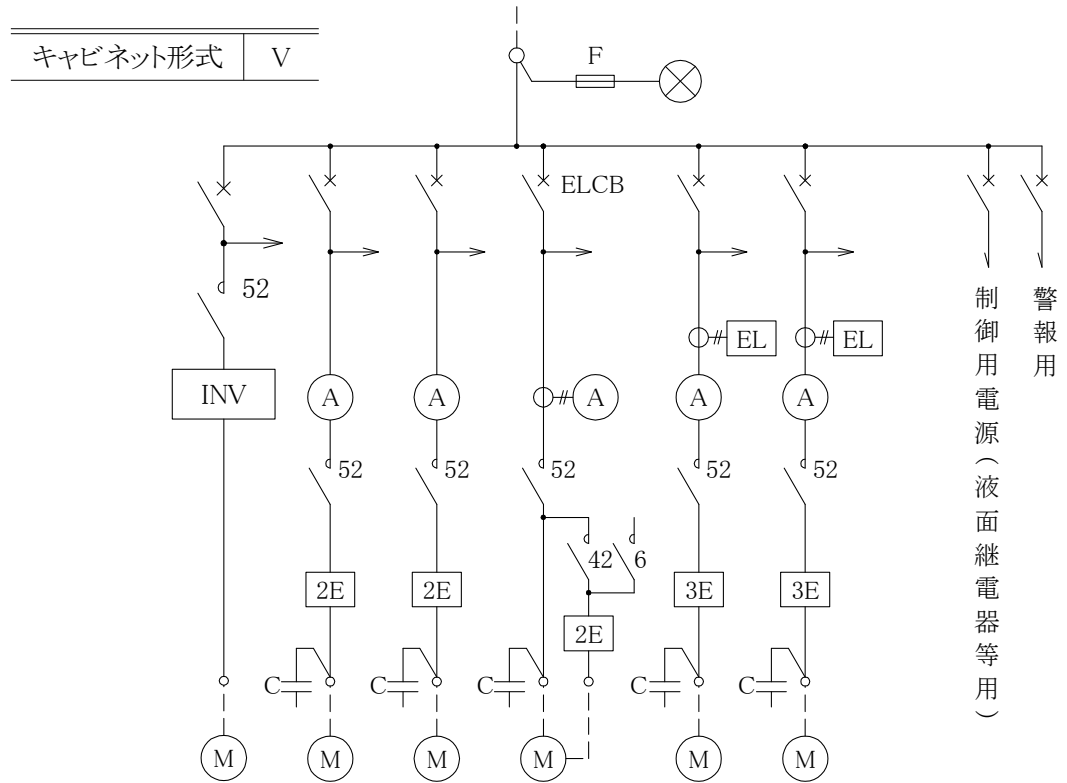 キャビネット形式 V
F
ELCB
52
EL EL
INV A A A A A
52 52 52 52 52
42 6
2E 2E 3E 3E
2E
C C C C C
M M M M M M
制御用電源(液面継電器等用)
警報用